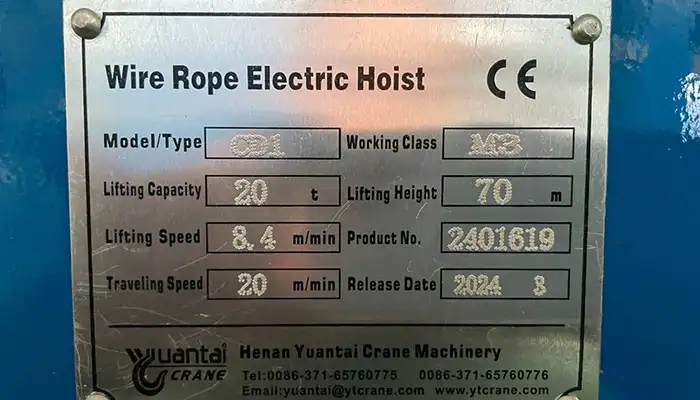 Wire Rope Electric Hoist CE
Model/Type CD1 Working Class M3
Lifting Capacity 20 t Lifting Height 70 m
Lifting Speed 8.4 m/min Product No. 2401619
Traveling Speed 20 m/min Release Date 2024 3
Yuantai CRANE
Henan Yuantai Crane Machinery
Tel:0086-371-65760775 0086-371-65760776
Email:yuantai@ytcrane.com www.ytcrane.com